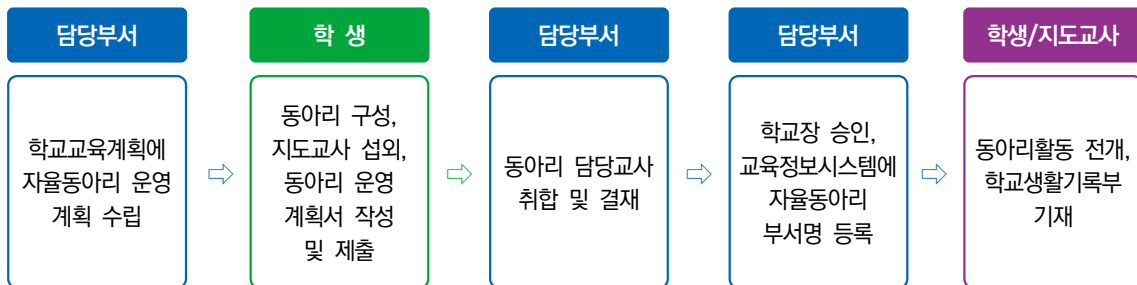 담당부서
학교교육계획에
자율동아리 운영
계획 수립
⇨
학 생
동아리 구성,
지도교사 섭외,
동아리 운영
계획서 작성
및 제출
⇨
담당부서
동아리 담당교사
취합 및 결재
⇨
담당부서
학교장 승인,
교육정보시스템에
자율동아리
부서명 등록
⇨
학생/지도교사
동아리활동 전개,
학교생활기록부
기재